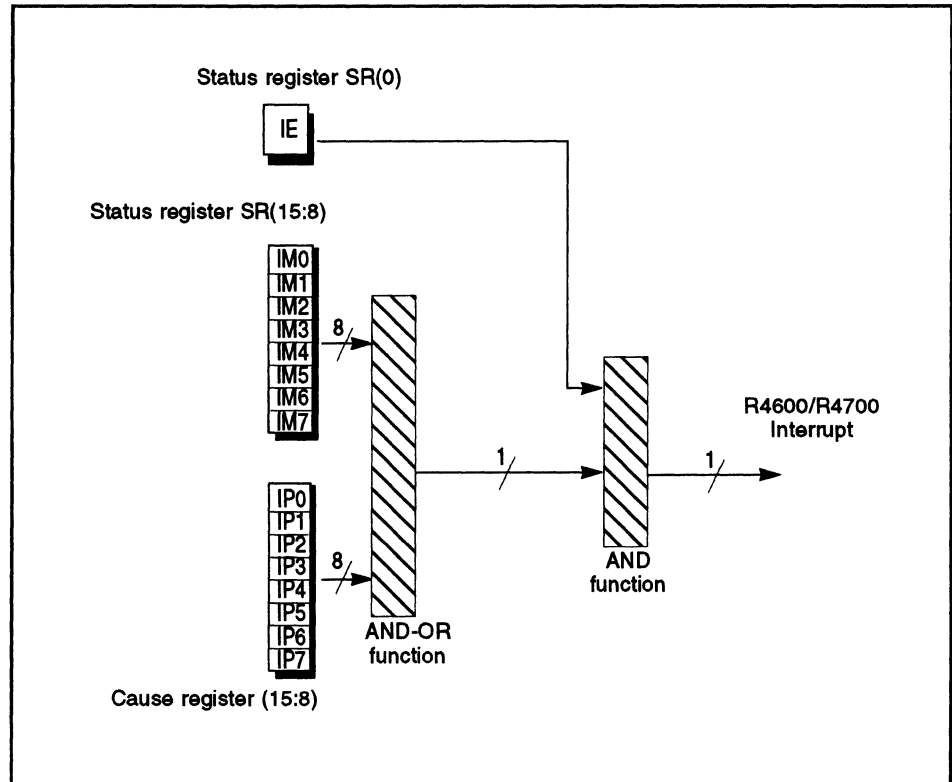 Status register SR(0)
IE
Status register SR(15:8)
IM0
IM1
IM2
IM3
IM4
IM5
IM6
IM7
8
IP0
IP1
IP2
IP3
IP4
IP5
IP6
IP7
8
Cause register (15:8)
AND-OR
function
1
AND
function
1
R4600/R4700
Interrupt